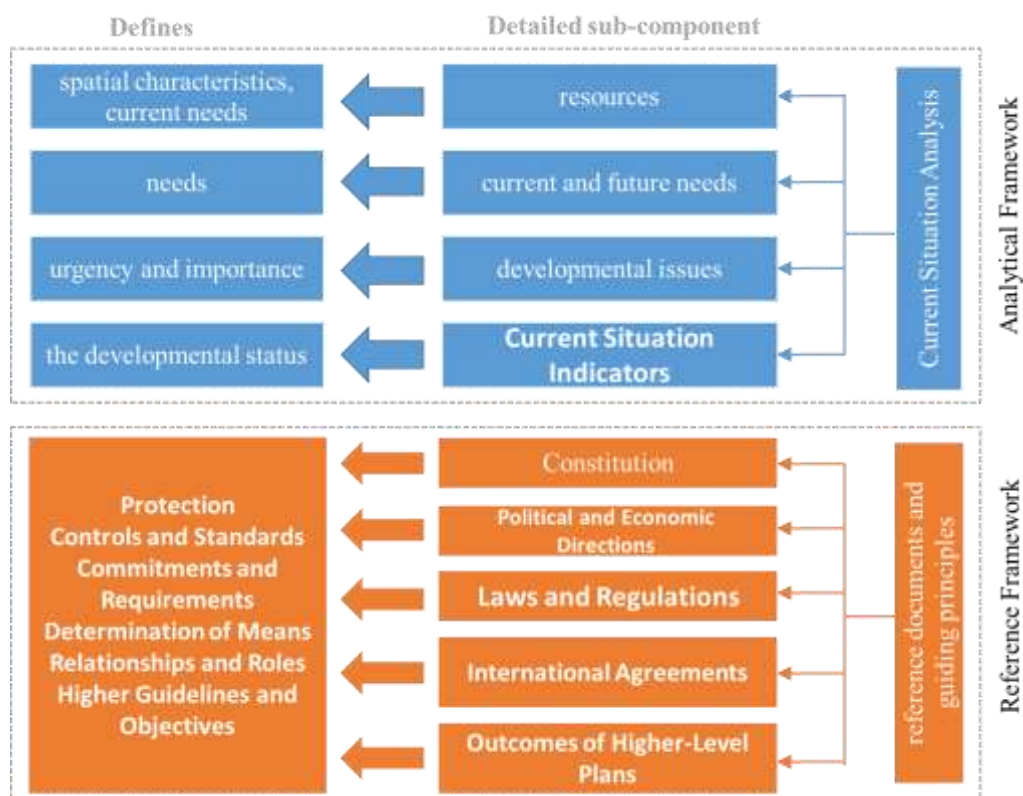 Defines
Detailed sub-component
spatial characteristics,
current needs
resources
needs
current and future needs
urgency and importance
developmental issues
the developmental status
Current Situation
Indicators
Current Situation Analysis
Analytical Framework
Protection
Controls and Standards
Commitments and
Requirements
Determination of Means
Relationships and Roles
Higher Guidelines and
Objectives
Constitution
Political and Economic
Directions
Laws and Regulations
International Agreements
Outcomes of Higher-Level
Plans
reference documents and
guiding principles
Reference Framework